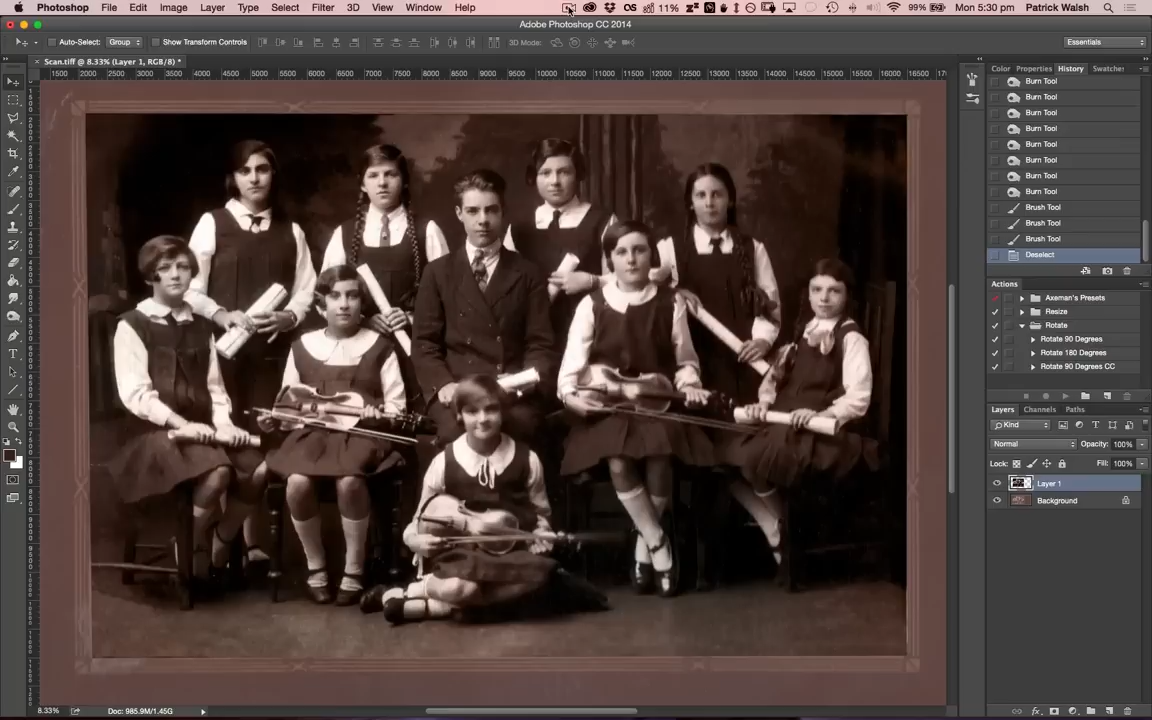 Photoshop File Edit Image Layer Type Select Filter 3D View Window Help 11% 99% Mon 5:30 pm Patrick Walsh
Adobe Photoshop CC 2014
Auto-Select: Group Show Transform Controls 3D Mode: Essentials
Scan.tiff @ 8.33% (Layer 1, RGB/8) *
1500 2000 2500 3000 3500 4000 4500 5000 5500 6000 6500 7000 7500 8000 8500 9000 9500 10000 10500 11000 11500 12000 12500 13000 13500 14000 14500 15000 15500 16000 16500
Color Properties History Swatches
Burn Tool
Burn Tool
Burn Tool
Burn Tool
Burn Tool
Burn Tool
Burn Tool
Burn Tool
Brush Tool
Brush Tool
Brush Tool
Deselect
Actions
Axeman's Presets
Resize
Rotate
Rotate 90 Degrees
Rotate 180 Degrees
Rotate 90 Degrees CC
Layers Channels Paths
Kind
Normal Opacity: 100%
Lock: Fill: 100%
Layer 1
Background
8.33% Doc: 985.9M/1.45G